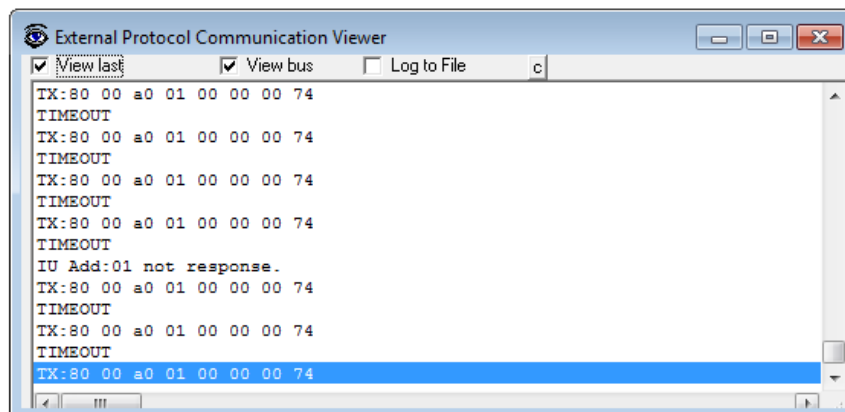 External Protocol Communication Viewer
View last View bus Log to File c
TX:80 00 a0 01 00 00 00 74
TIMEOUT
TX:80 00 a0 01 00 00 00 74
TIMEOUT
TX:80 00 a0 01 00 00 00 74
TIMEOUT
TX:80 00 a0 01 00 00 00 74
TIMEOUT
IU Add:01 not response.
TX:80 00 a0 01 00 00 00 74
TIMEOUT
TX:80 00 a0 01 00 00 00 74
TIMEOUT
TX:80 00 a0 01 00 00 00 74